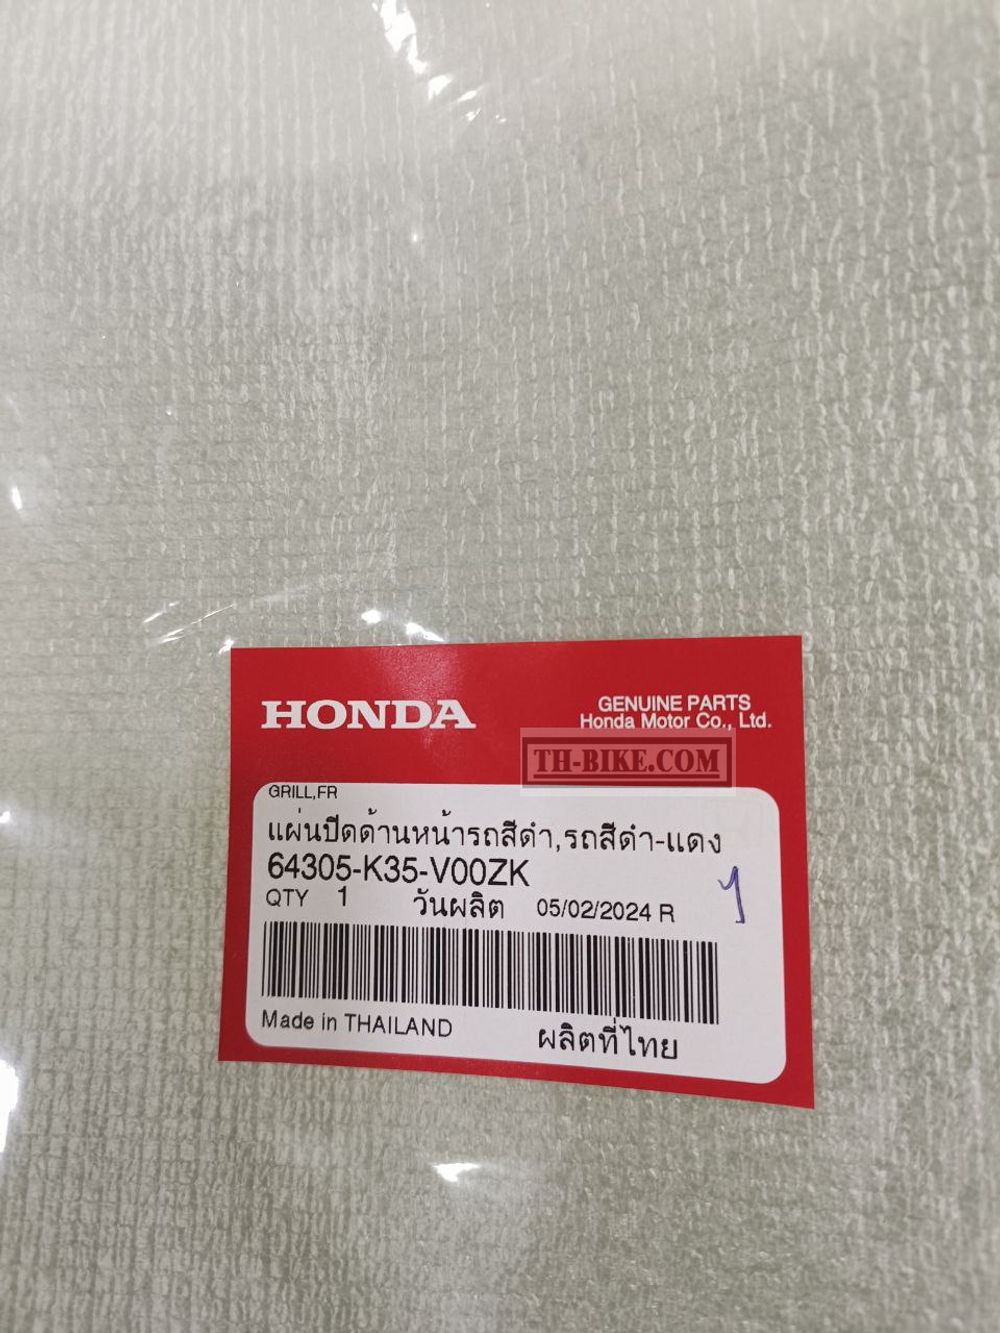 HONDA
GENUINE PARTS
Honda Motor Co., Ltd.
TH-BIKE.COM
GRILL,FR
แผ่นปิดด้านหน้ารถสีดำ,รถสีดำ-แดง
64305-K35-V00ZK
QTY 1 วันผลิต 05/02/2024 R
Made in THAILAND ผลิตที่ไทย